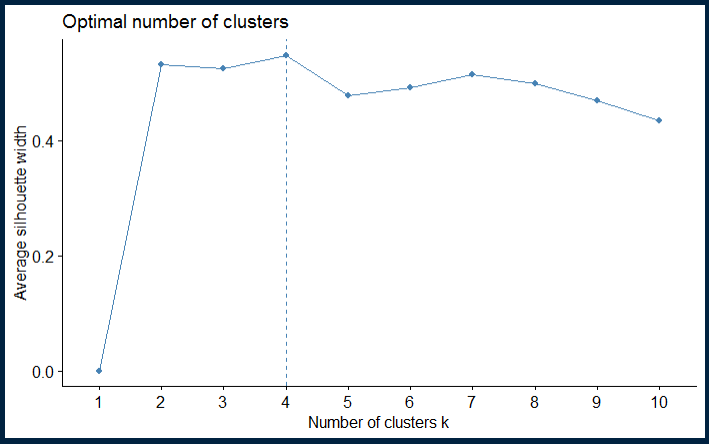 Optimal number of clusters
Average silhouette width
0.4
0.2
0.0
1 2 3 4 5 6 7 8 9 10
Number of clusters k